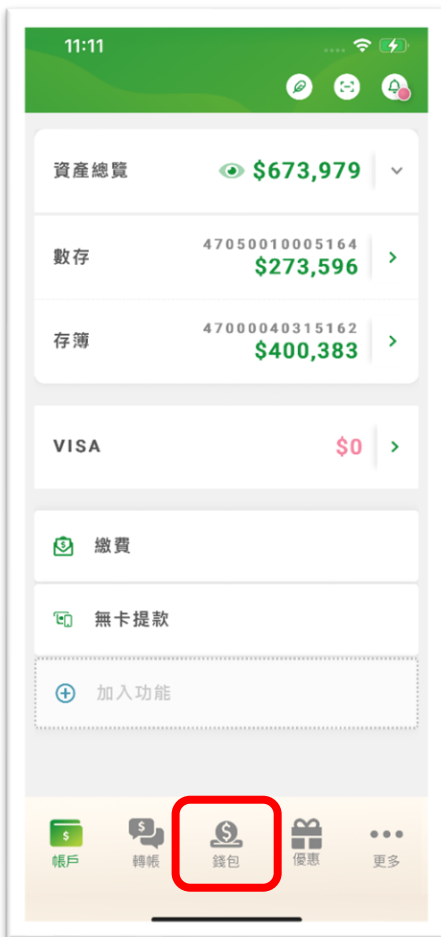 11:11
資產總覽 $673,979
47050010005164
數存 $273,596
47000040315162
存簿 $400,383
VISA $0
繳費
無卡提款
加入功能
帳戶 轉帳 錢包 優惠 更多